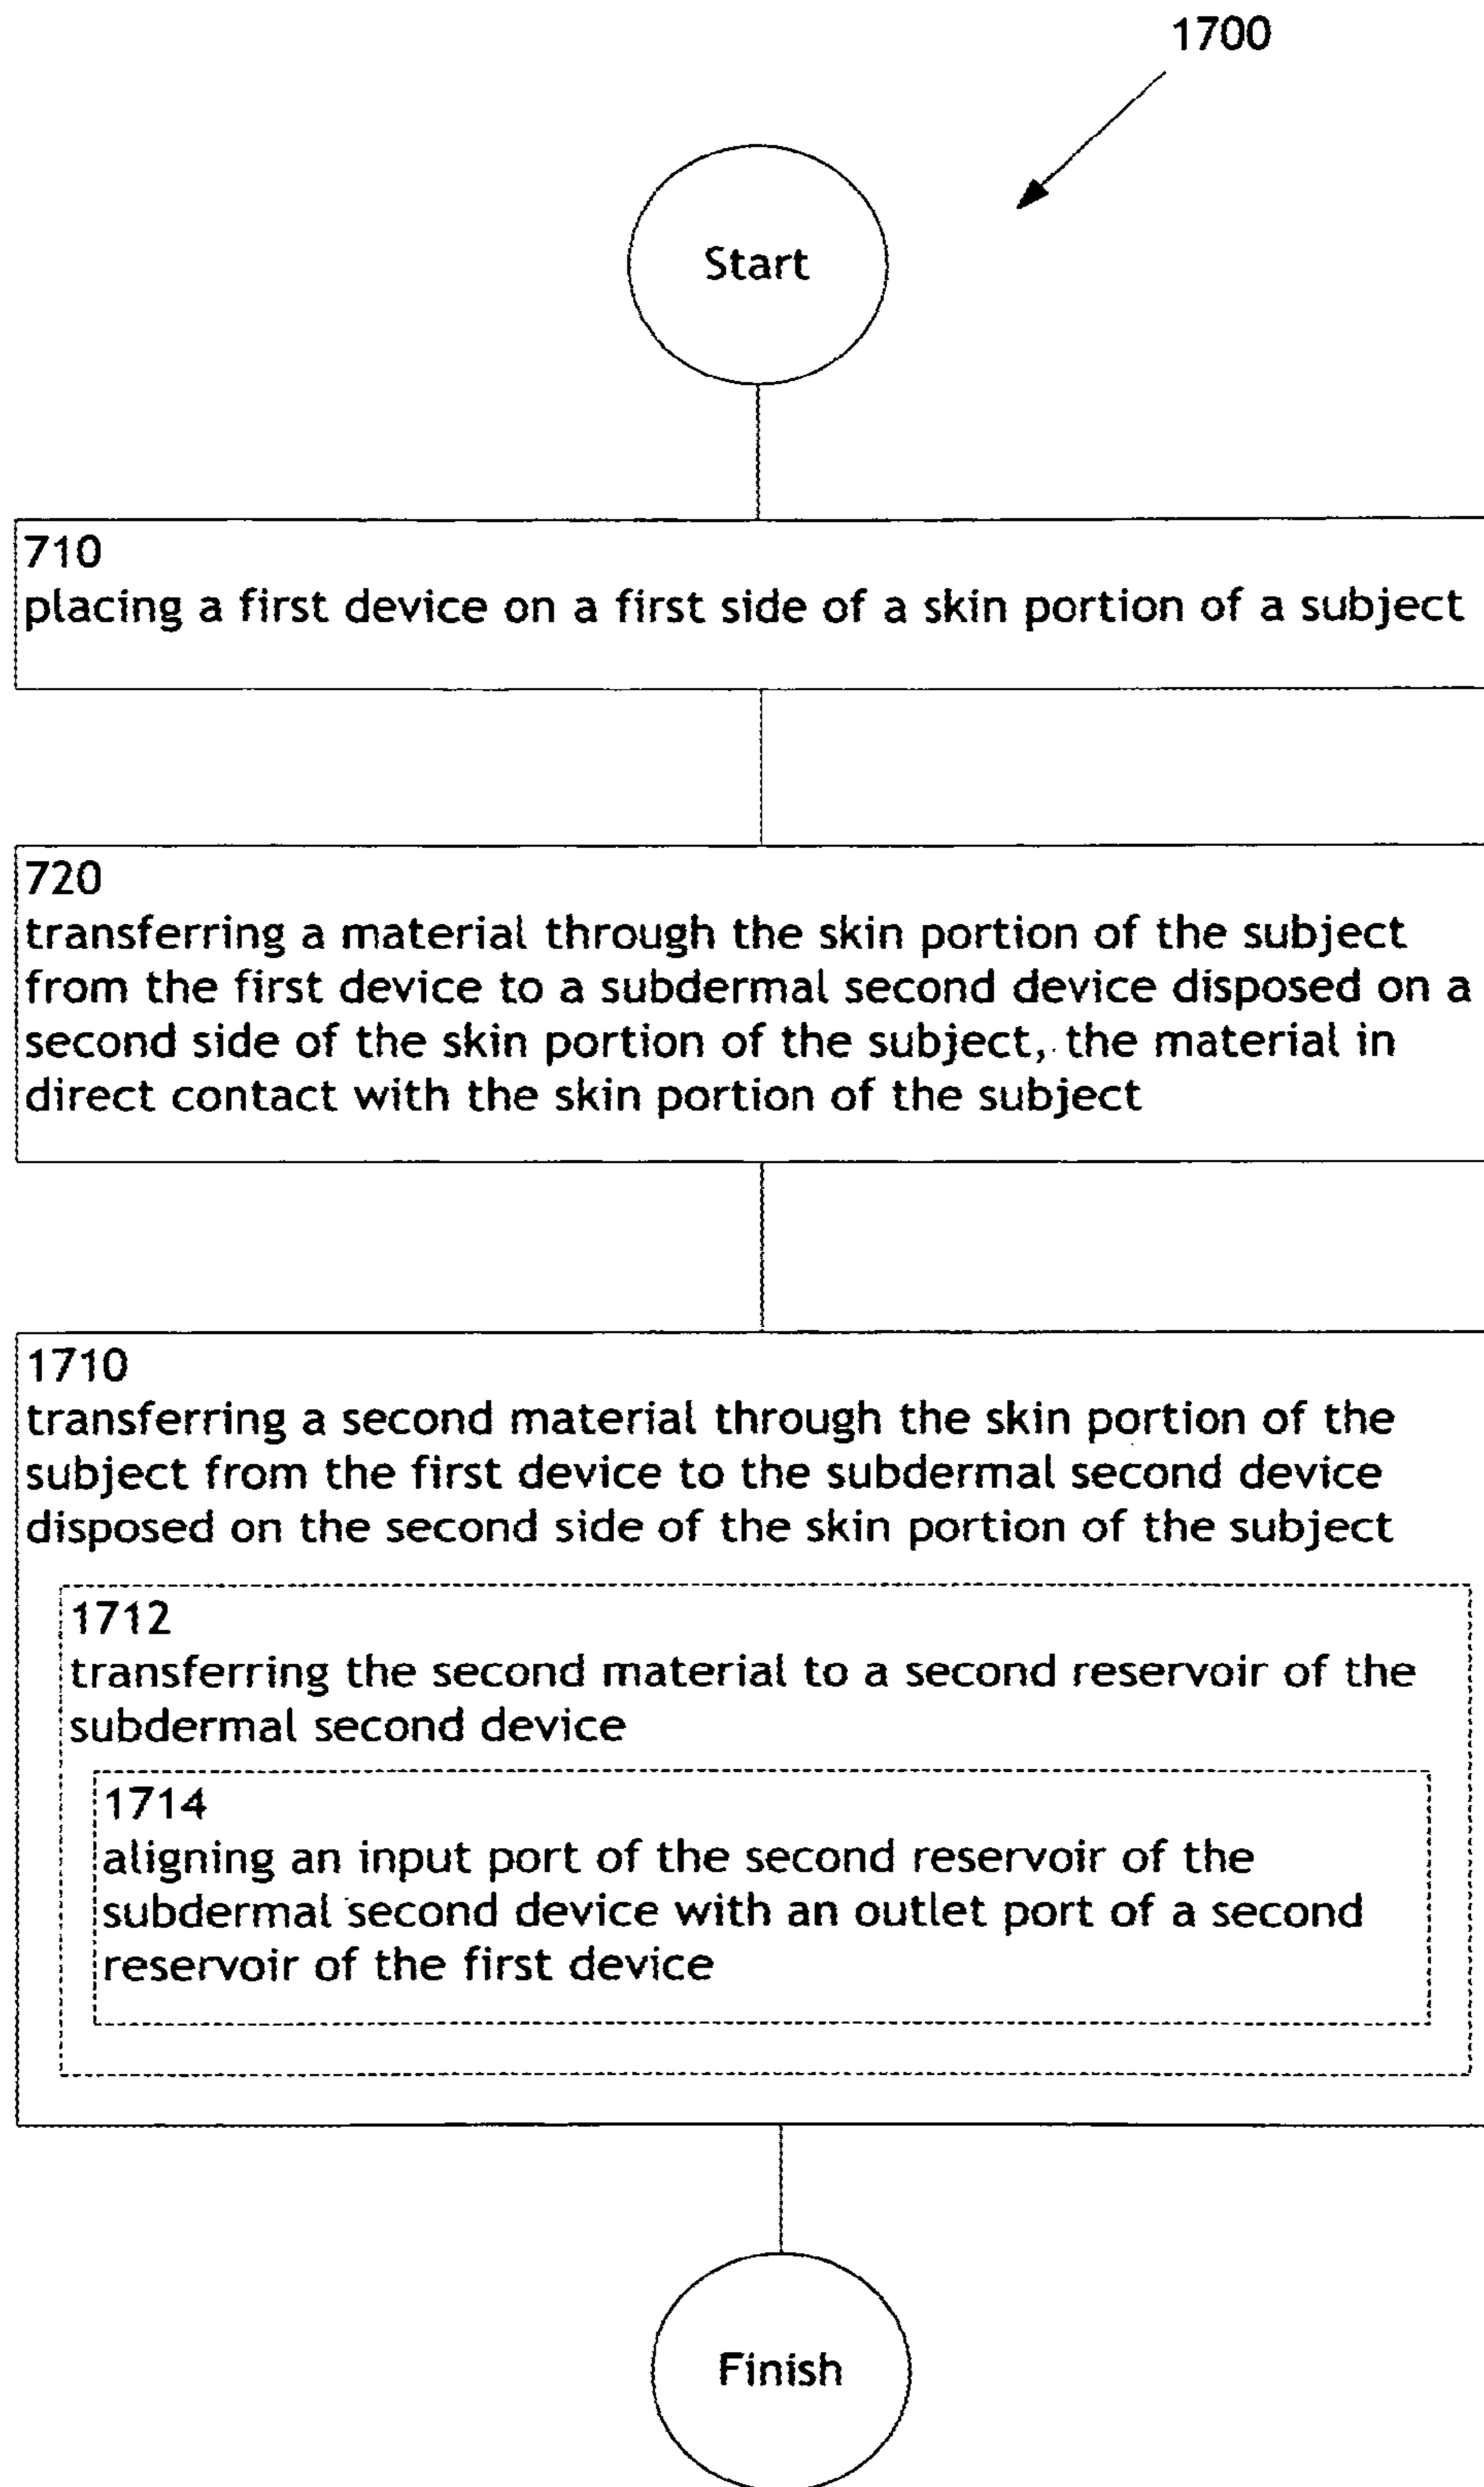 1700
Start
710
placing a first device on a first side of a skin portion of a subject
720
transferring a material through the skin portion of the subject
from the first device to a subdermal second device disposed on a
second side of the skin portion of the subject, the material in
direct contact with the skin portion of the subject
1710
transferring a second material through the skin portion of the
subject from the first device to the subdermal second device
disposed on the second side of the skin portion of the subject
1712
transferring the second material to a second reservoir of the
subdermal second device
1714
aligning an input port of the second reservoir of the
subdermal second device with an outlet port of a second
reservoir of the first device
Finish